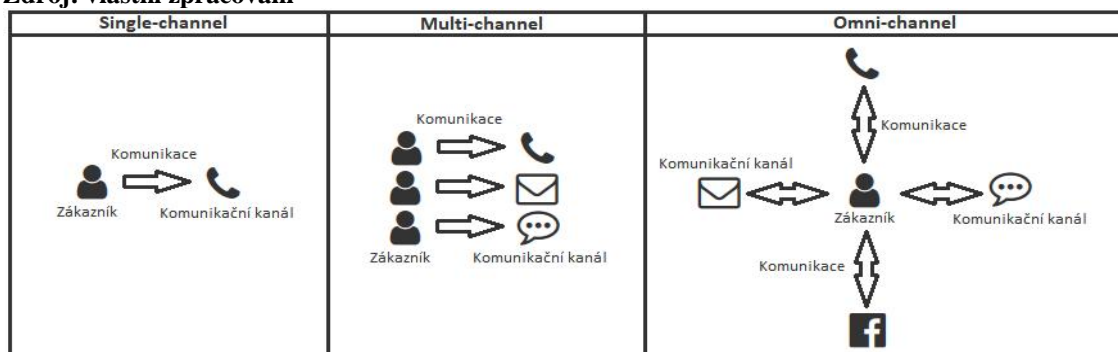 Zdroj: vlastní zpracování
Single-channel
Multi-channel
Omni-channel
Komunikace
Zákazník
Komunikační kanál
Komunikace
Zákazník
Komunikační kanál
Komunikace
Komunikační kanál
Zákazník
Komunikační kanál
Komunikace